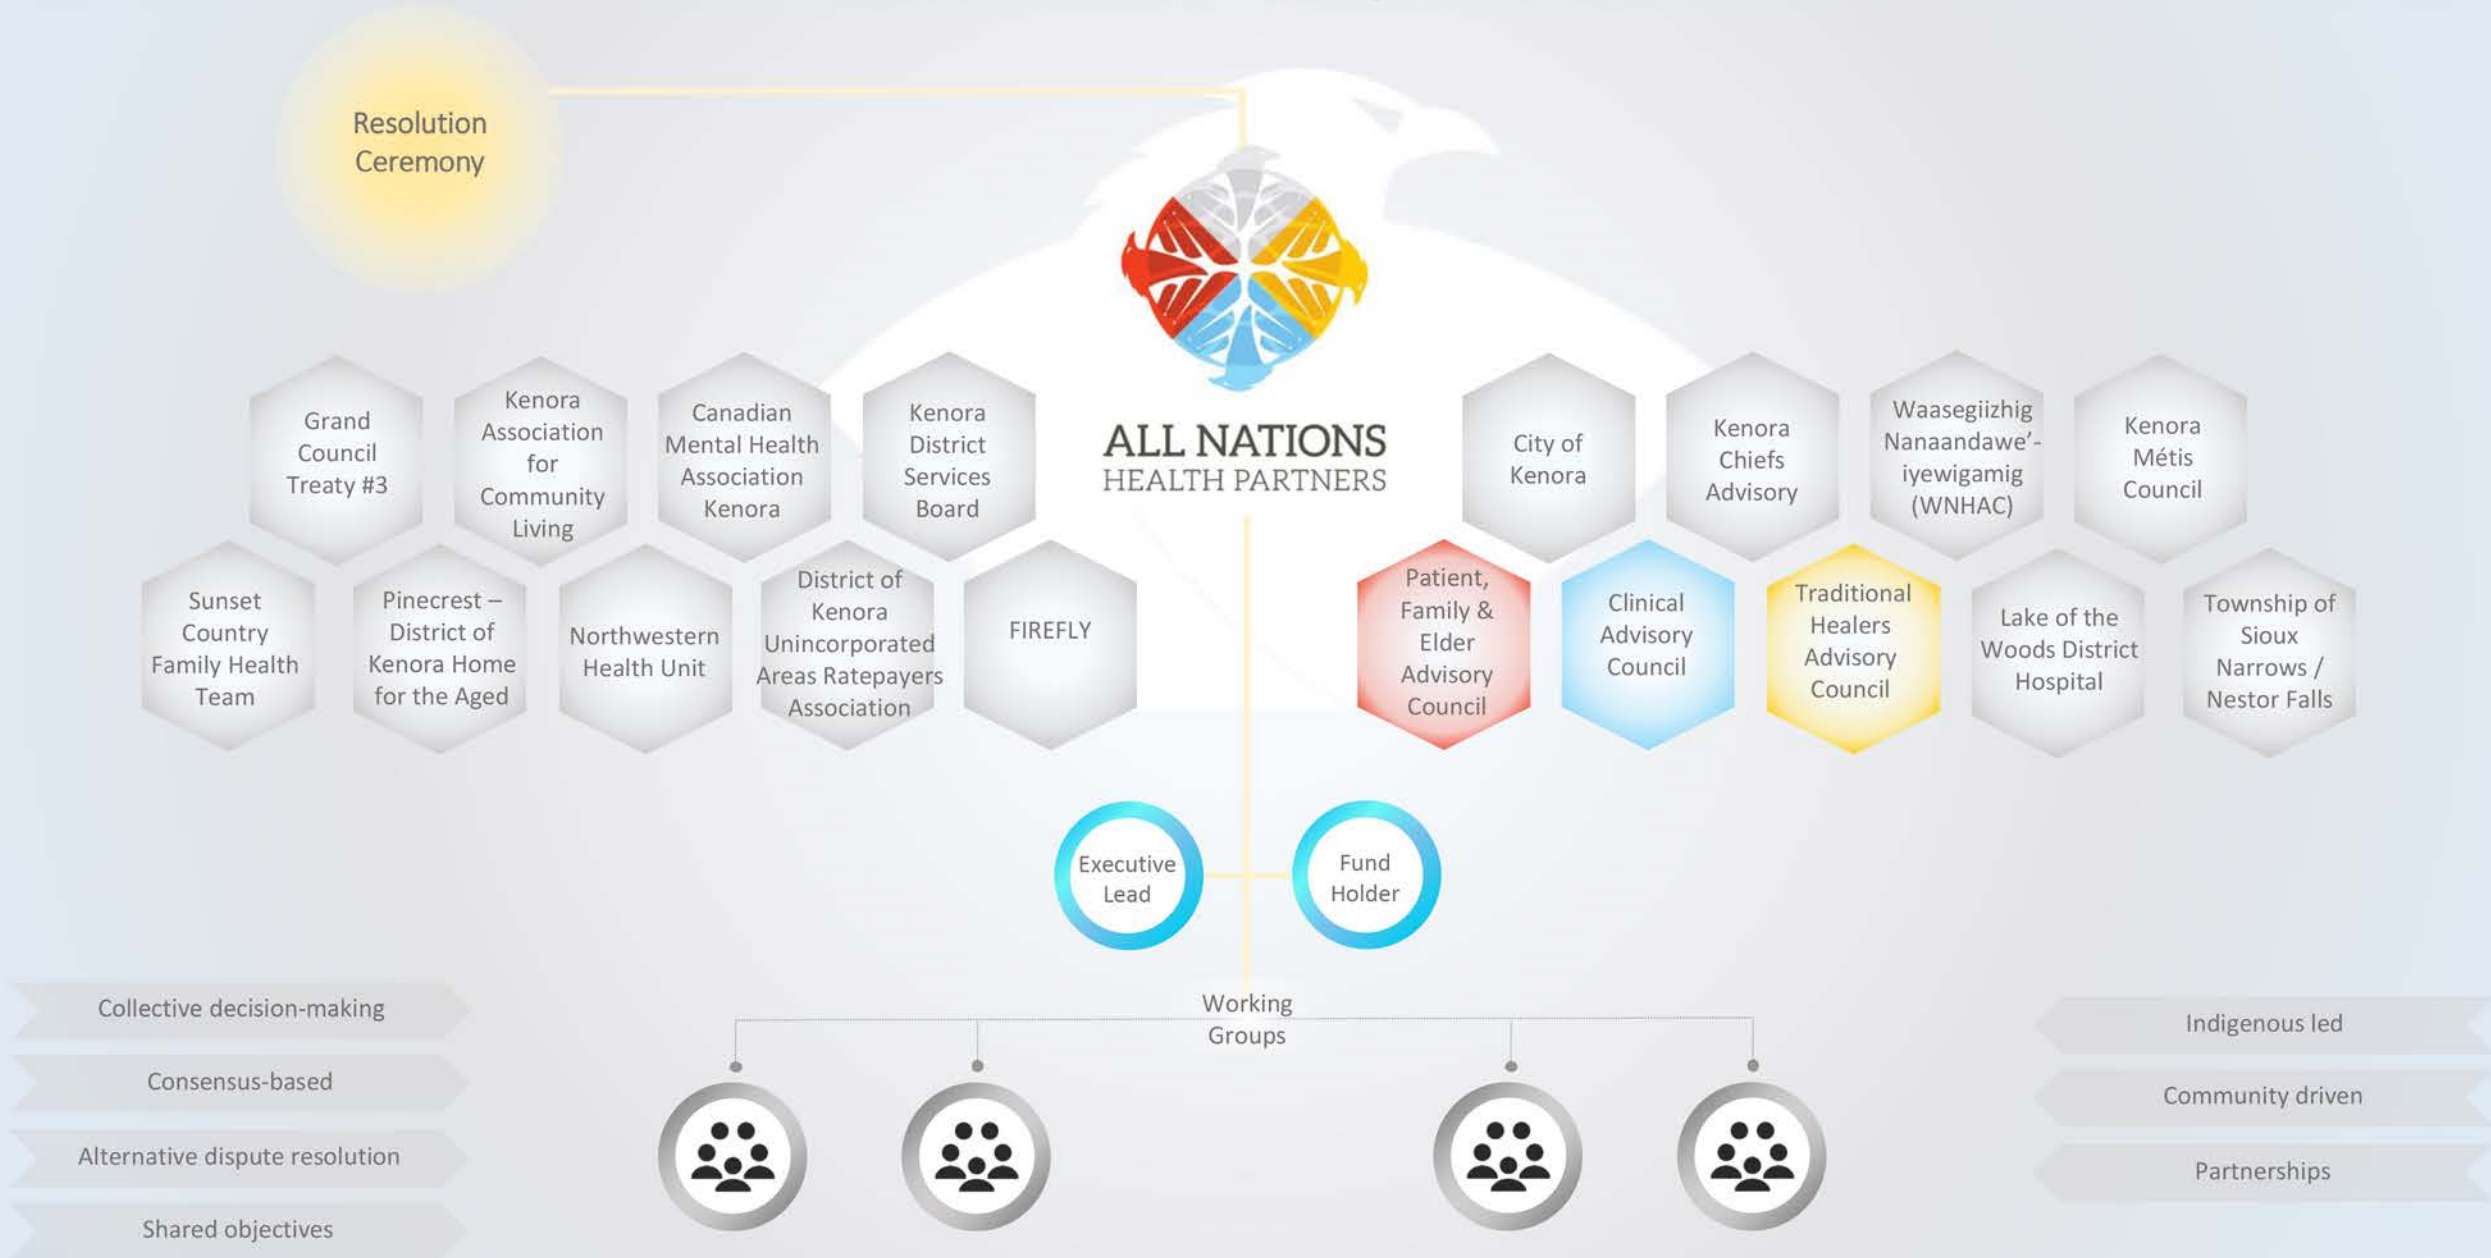 Resolution
Ceremony
ALL NATIONS
HEALTH PARTNERS
Grand
Council
Treaty #3
Kenora
Association
for
Community
Living
Canadian
Mental Health
Association
Kenora
Kenora
District
Services
Board
City of
Kenora
Kenora
Chiefs
Advisory
Waasegiizhig
Nanaandawe’-
iyewigamig
(WNHAC)
Kenora
Métis
Council
Sunset
Country
Family Health
Team
Pinecrest –
District of
Kenora Home
for the Aged
Northwestern
Health Unit
District of
Kenora
Unincorporated
Areas Ratepayers
Association
FIREFLY
Patient,
Family &
Elder
Advisory
Council
Clinical
Advisory
Council
Traditional
Healers
Advisory
Council
Lake of the
Woods District
Hospital
Township of
Sioux
Narrows /
Nestor Falls
Executive
Lead
Fund
Holder
Working
Groups
Collective decision-making
Consensus-based
Alternative dispute resolution
Shared objectives
Indigenous led
Community driven
Partnerships